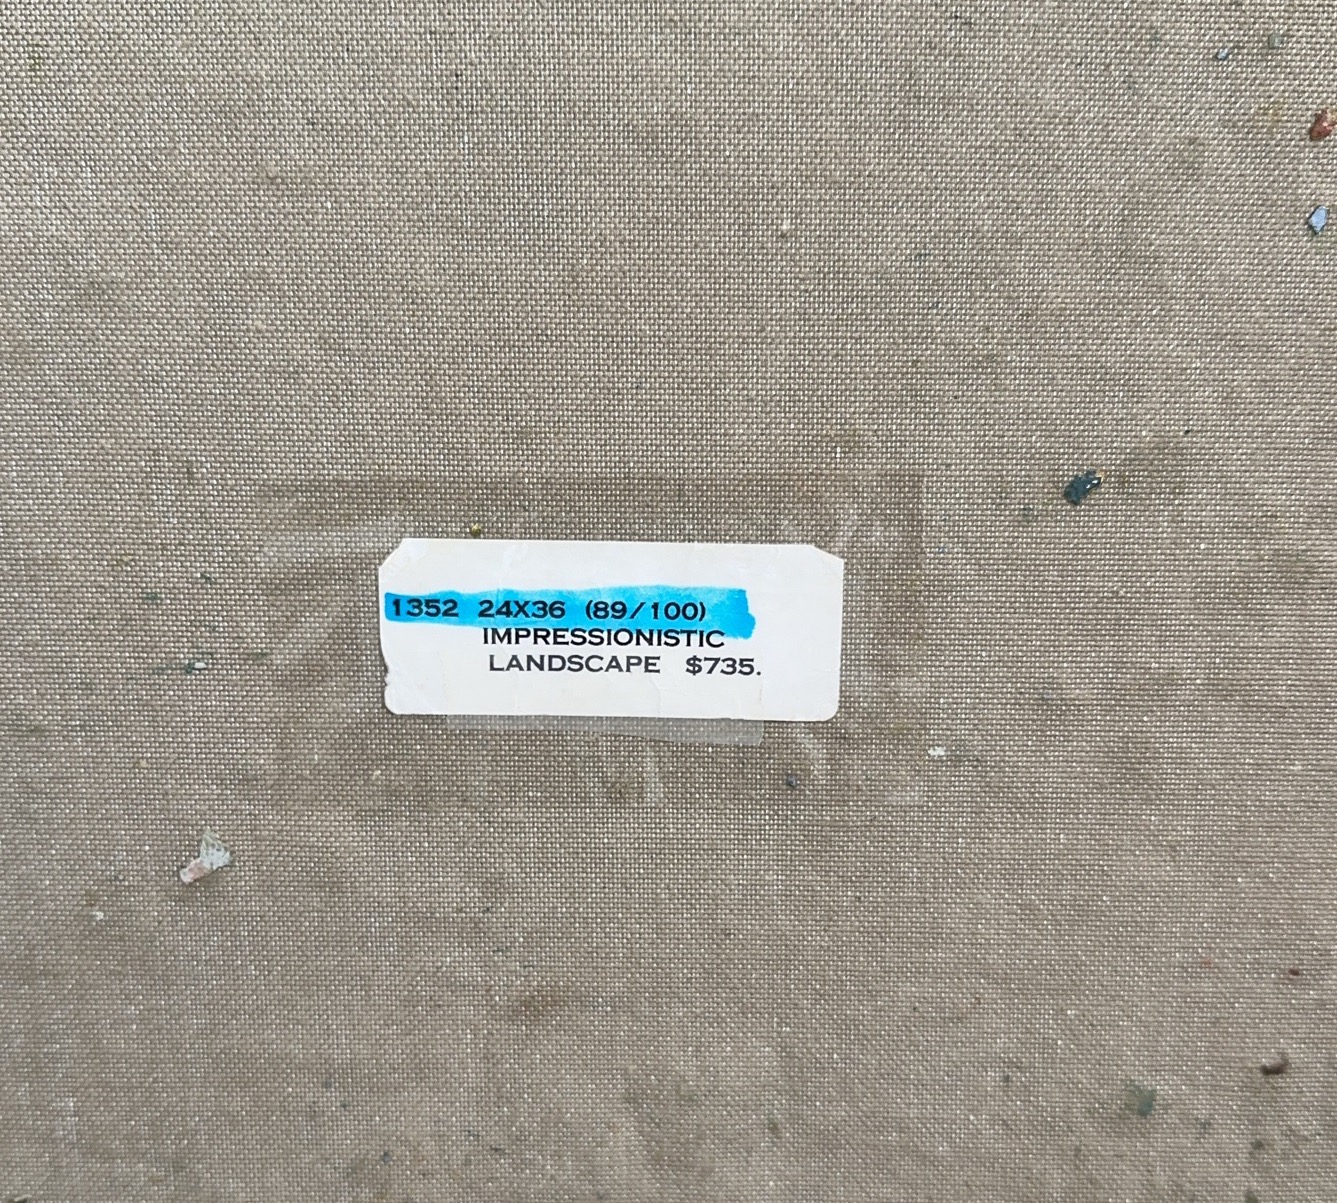 1352 24X36 (89/100)
IMPRESSIONISTIC
LANDSCAPE $735.